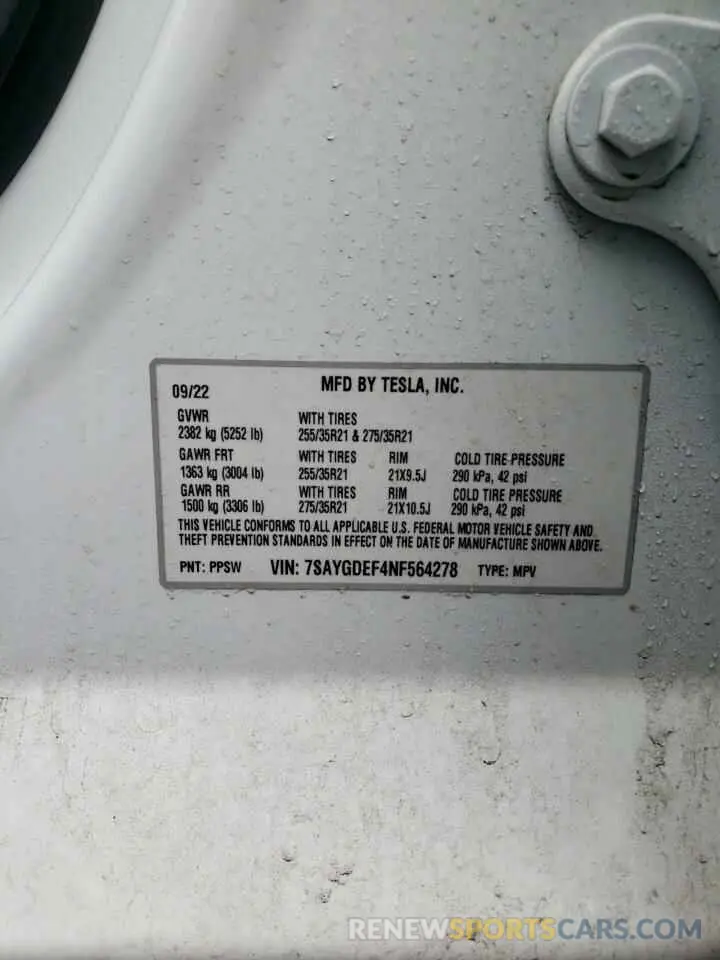 MFD BY TESLA, INC.
09/22
GVWR WITH TIRES
2382 kg (5252 lb) 255/35R21 & 275/35R21
GAWR FRT WITH TIRES RIM COLD TIRE PRESSURE
1363 kg (3004 lb) 255/35R21 21X9.5J 290 kPa, 42 psi
GAWR RR WITH TIRES RIM COLD TIRE PRESSURE
1500 kg (3306 lb) 275/35R21 21X10.5J 290 kPa, 42 psi
THIS VEHICLE CONFORMS TO ALL APPLICABLE U.S. FEDERAL MOTOR VEHICLE SAFETY AND
THEFT PREVENTION STANDARDS IN EFFECT ON THE DATE OF MANUFACTURE SHOWN ABOVE.
PNT: PPSW VIN: 7SAYGDEF4NF564278 TYPE: MPV
RENEWSPORTSCARS.COM